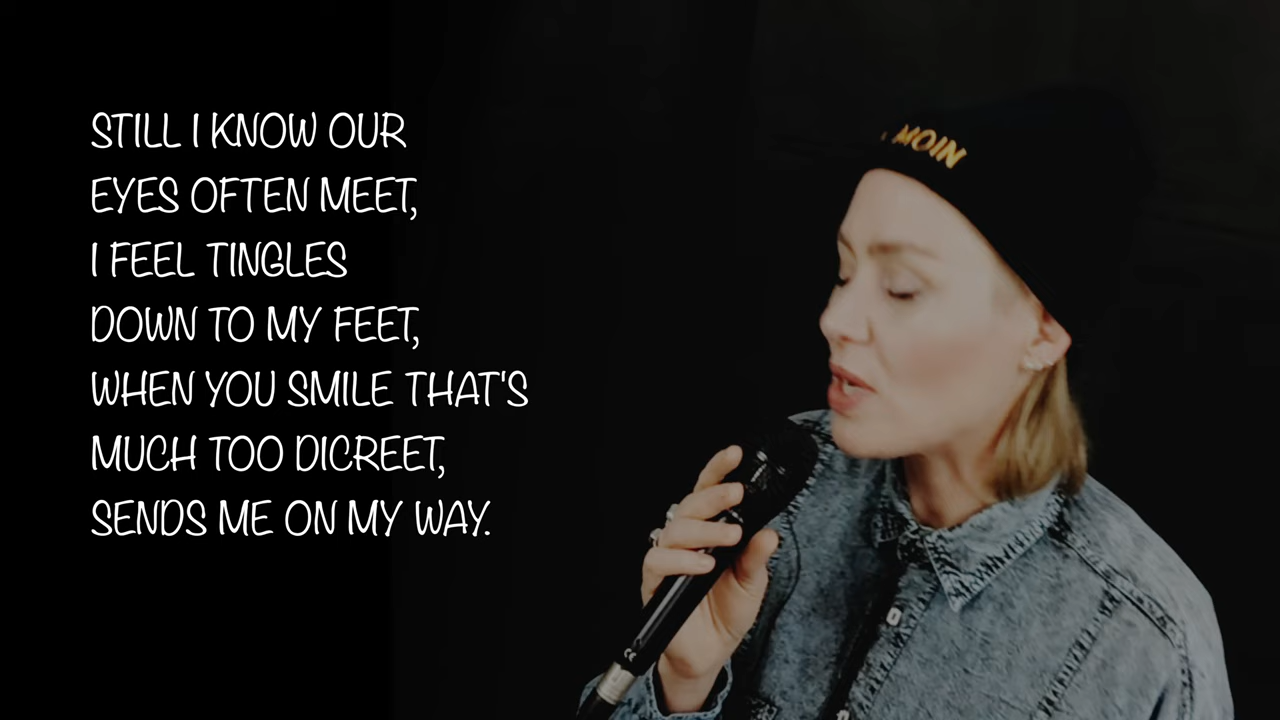 STILL I KNOW OUR
EYES OFTEN MEET,
I FEEL TINGLES
DOWN TO MY FEET,
WHEN YOU SMILE THAT'S
MUCH TOO DICREET,
SENDS ME ON MY WAY.
MOIN